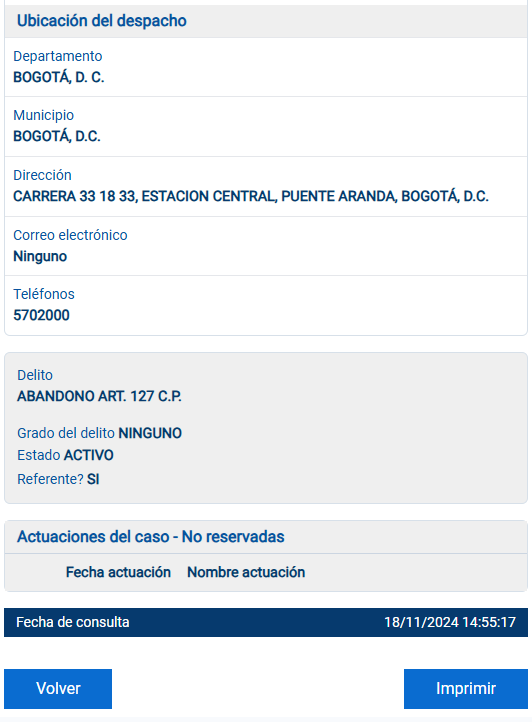 Ubicación del despacho
Departamento
BOGOTÁ, D. C.
Municipio
BOGOTÁ, D.C.
Dirección
CARRERA 33 18 33, ESTACION CENTRAL, PUENTE ARANDA, BOGOTÁ, D.C.
Correo electrónico
Ninguno
Teléfonos
5702000
Delito
ABANDONO ART. 127 C.P.
Grado del delito NINGUNO
Estado ACTIVO
Referente? SI
Actuaciones del caso - No reservadas
Fecha actuación Nombre actuación
Fecha de consulta 18/11/2024 14:55:17
Volver Imprimir